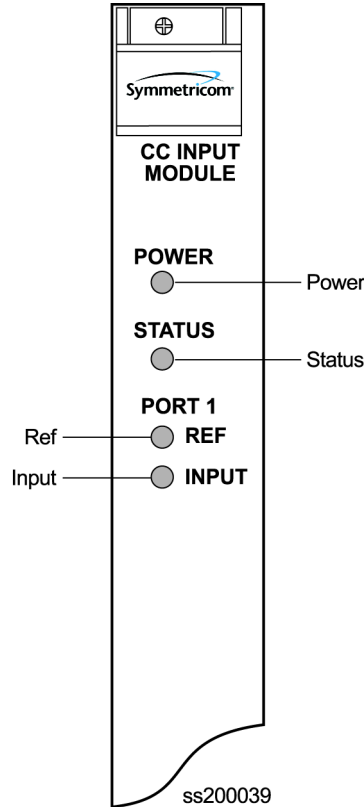 Symmetricom
CC INPUT
MODULE
POWER
Power
STATUS
Status
PORT 1
Ref
REF
Input
INPUT
ss200039